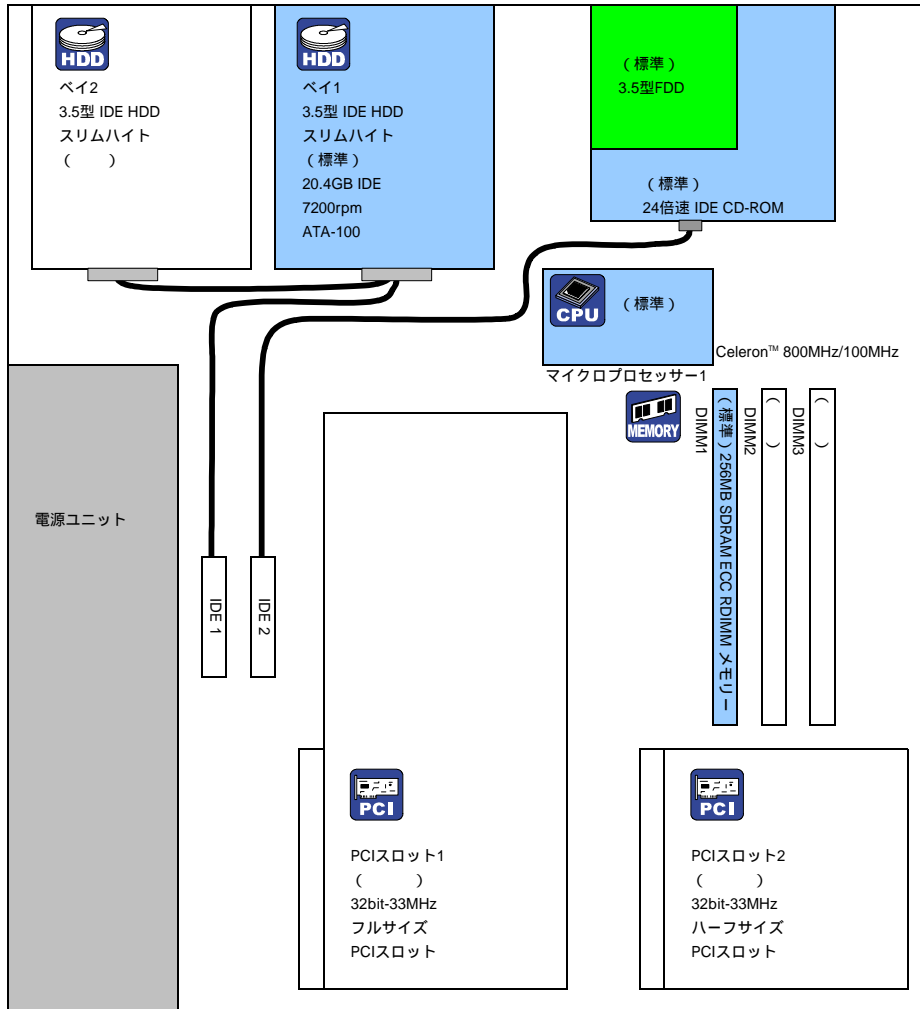 HDD
ベイ2
3.5型 IDE HDD
スリムハイト
(　　)
HDD
ベイ1
3.5型 IDE HDD
スリムハイト
(標準)
20.4GB IDE
7200rpm
ATA-100
(標準)
3.5型FDD
(標準)
24倍速 IDE CD-ROM
CPU
(標準)
Celeron™ 800MHz/100MHz
マイクロプロセッサー1
MEMORY
DIMM1
(標準)256MB SDRAM ECC RDIMM メモリー
DIMM2
(　　)
DIMM3
(　　)
電源ユニット
IDE 1
IDE 2
PCI
PCIスロット1
(　　　)
32bit-33MHz
フルサイズ
PCIスロット
PCI
PCIスロット2
(　　　)
32bit-33MHz
ハーフサイズ
PCIスロット